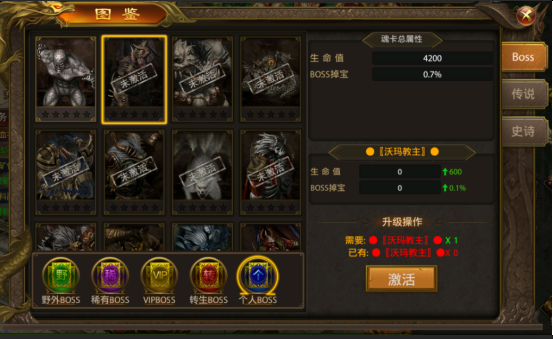 图鉴
未激活
未激活
未激活
未激活
未激活
未激活
未激活
野
稀
VIP
转
个
野外BOSS
稀有BOSS
VIPBOSS
转生BOSS
个人BOSS
魂卡总属性
生命值 4200
BOSS掉宝 0.7%
〖沃玛教主〗
生命值 0 600
BOSS掉宝 0 0.1%
升级操作
需要: 〖沃玛教主〗 X 1
已有: 〖沃玛教主〗 X 0
激活
Boss
传说
史诗